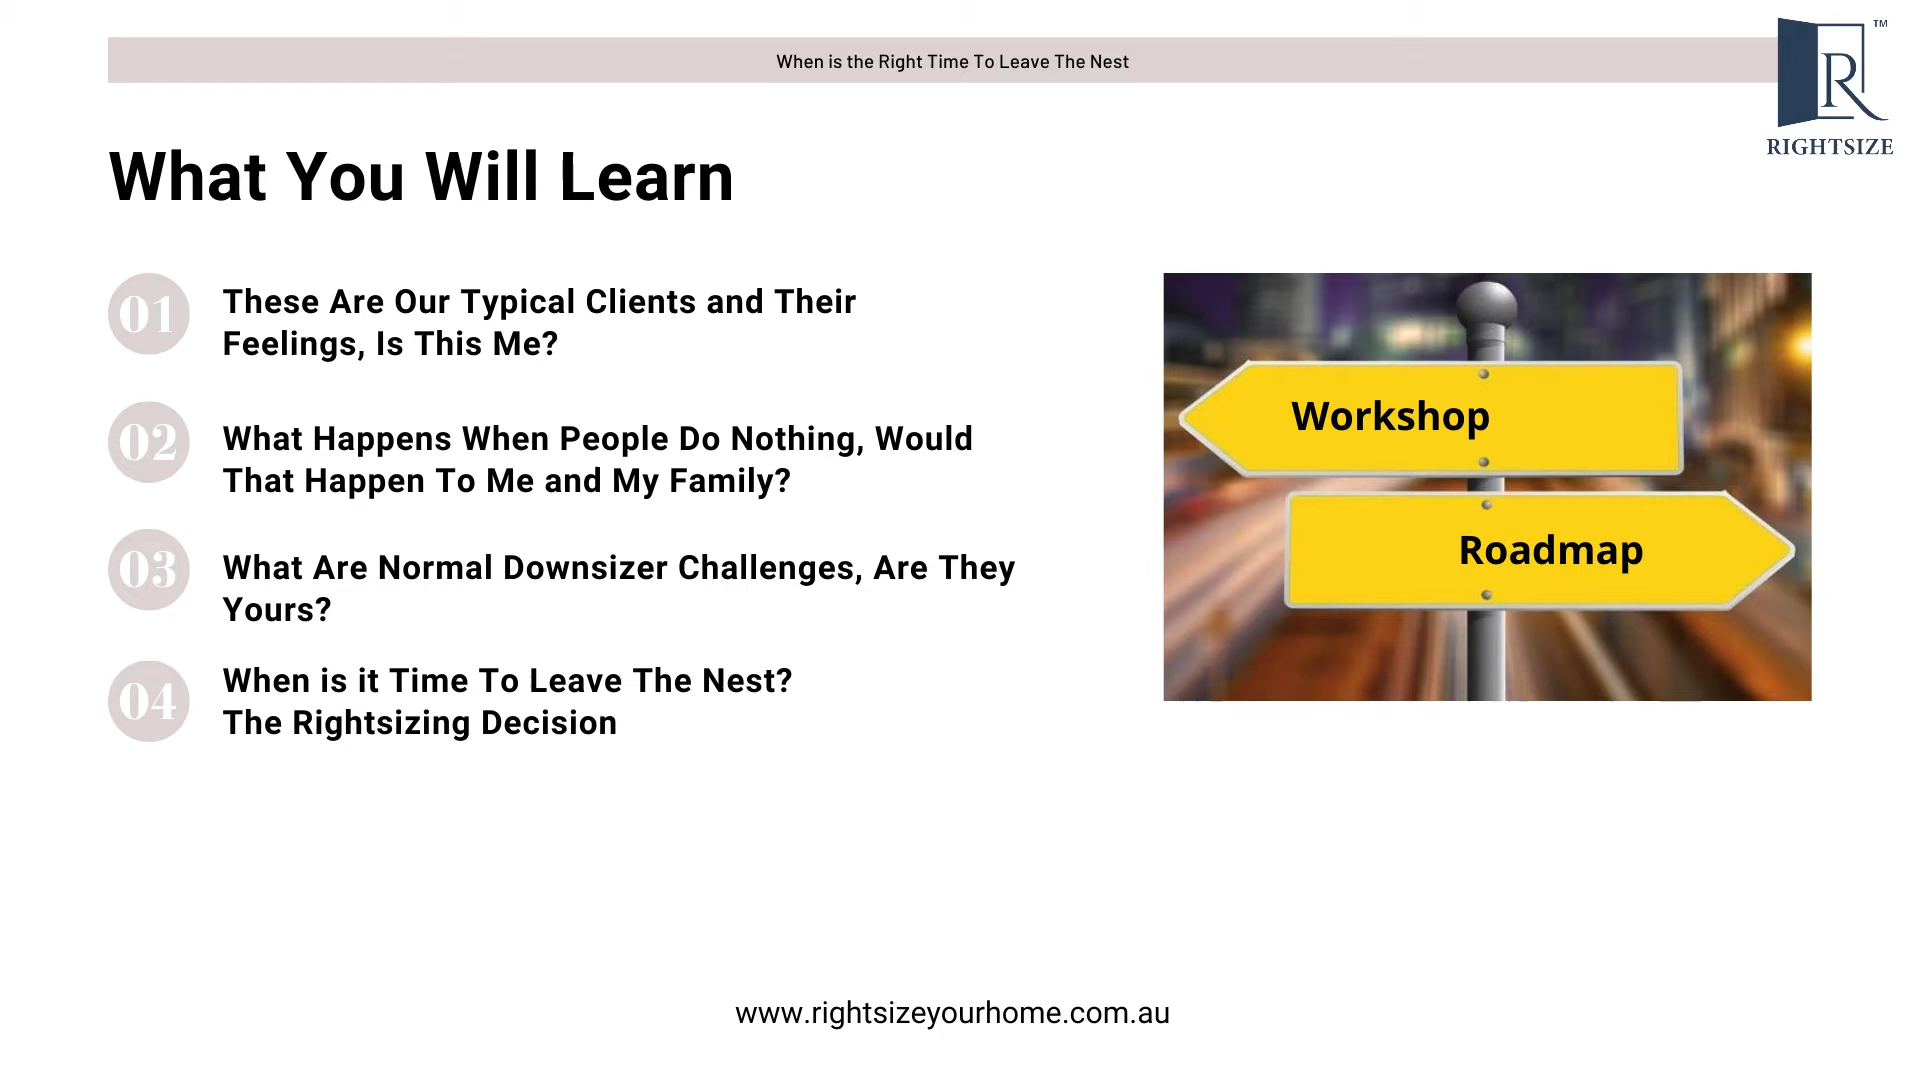 When is the Right Time To Leave The Nest
TM
R
RIGHTSIZE
What You Will Learn
01
These Are Our Typical Clients and Their
Feelings, Is This Me?
02
What Happens When People Do Nothing, Would
That Happen To Me and My Family?
03
What Are Normal Downsizer Challenges, Are They
Yours?
04
When is it Time To Leave The Nest?
The Rightsizing Decision
Workshop
Roadmap
www.rightsizeyourhome.com.au